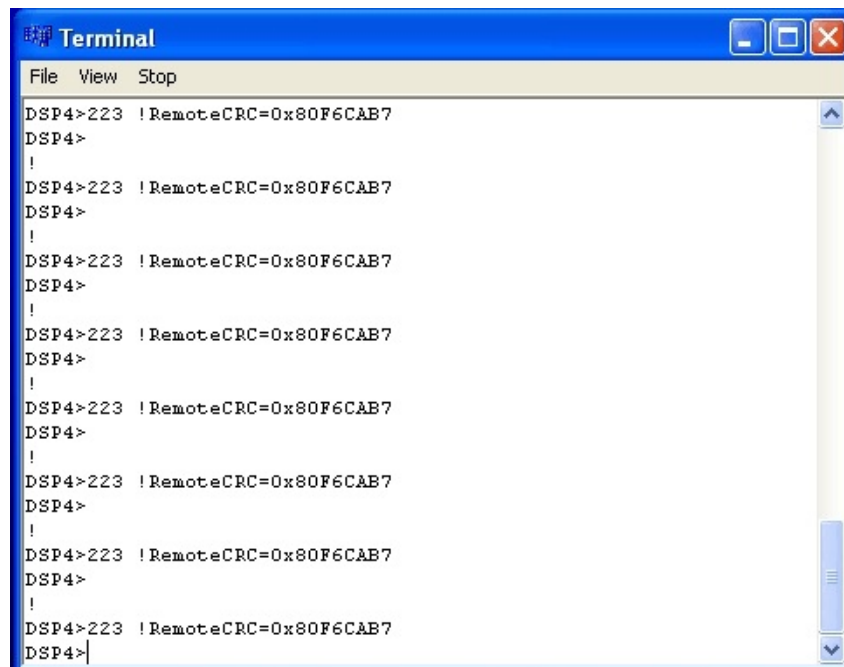 Terminal
File View Stop
DSP4>223 !RemoteCRC=0x80F6CAB7
DSP4>
!
DSP4>223 !RemoteCRC=0x80F6CAB7
DSP4>
!
DSP4>223 !RemoteCRC=0x80F6CAB7
DSP4>
!
DSP4>223 !RemoteCRC=0x80F6CAB7
DSP4>
!
DSP4>223 !RemoteCRC=0x80F6CAB7
DSP4>
!
DSP4>223 !RemoteCRC=0x80F6CAB7
DSP4>
!
DSP4>223 !RemoteCRC=0x80F6CAB7
DSP4>
!
DSP4>223 !RemoteCRC=0x80F6CAB7
DSP4>